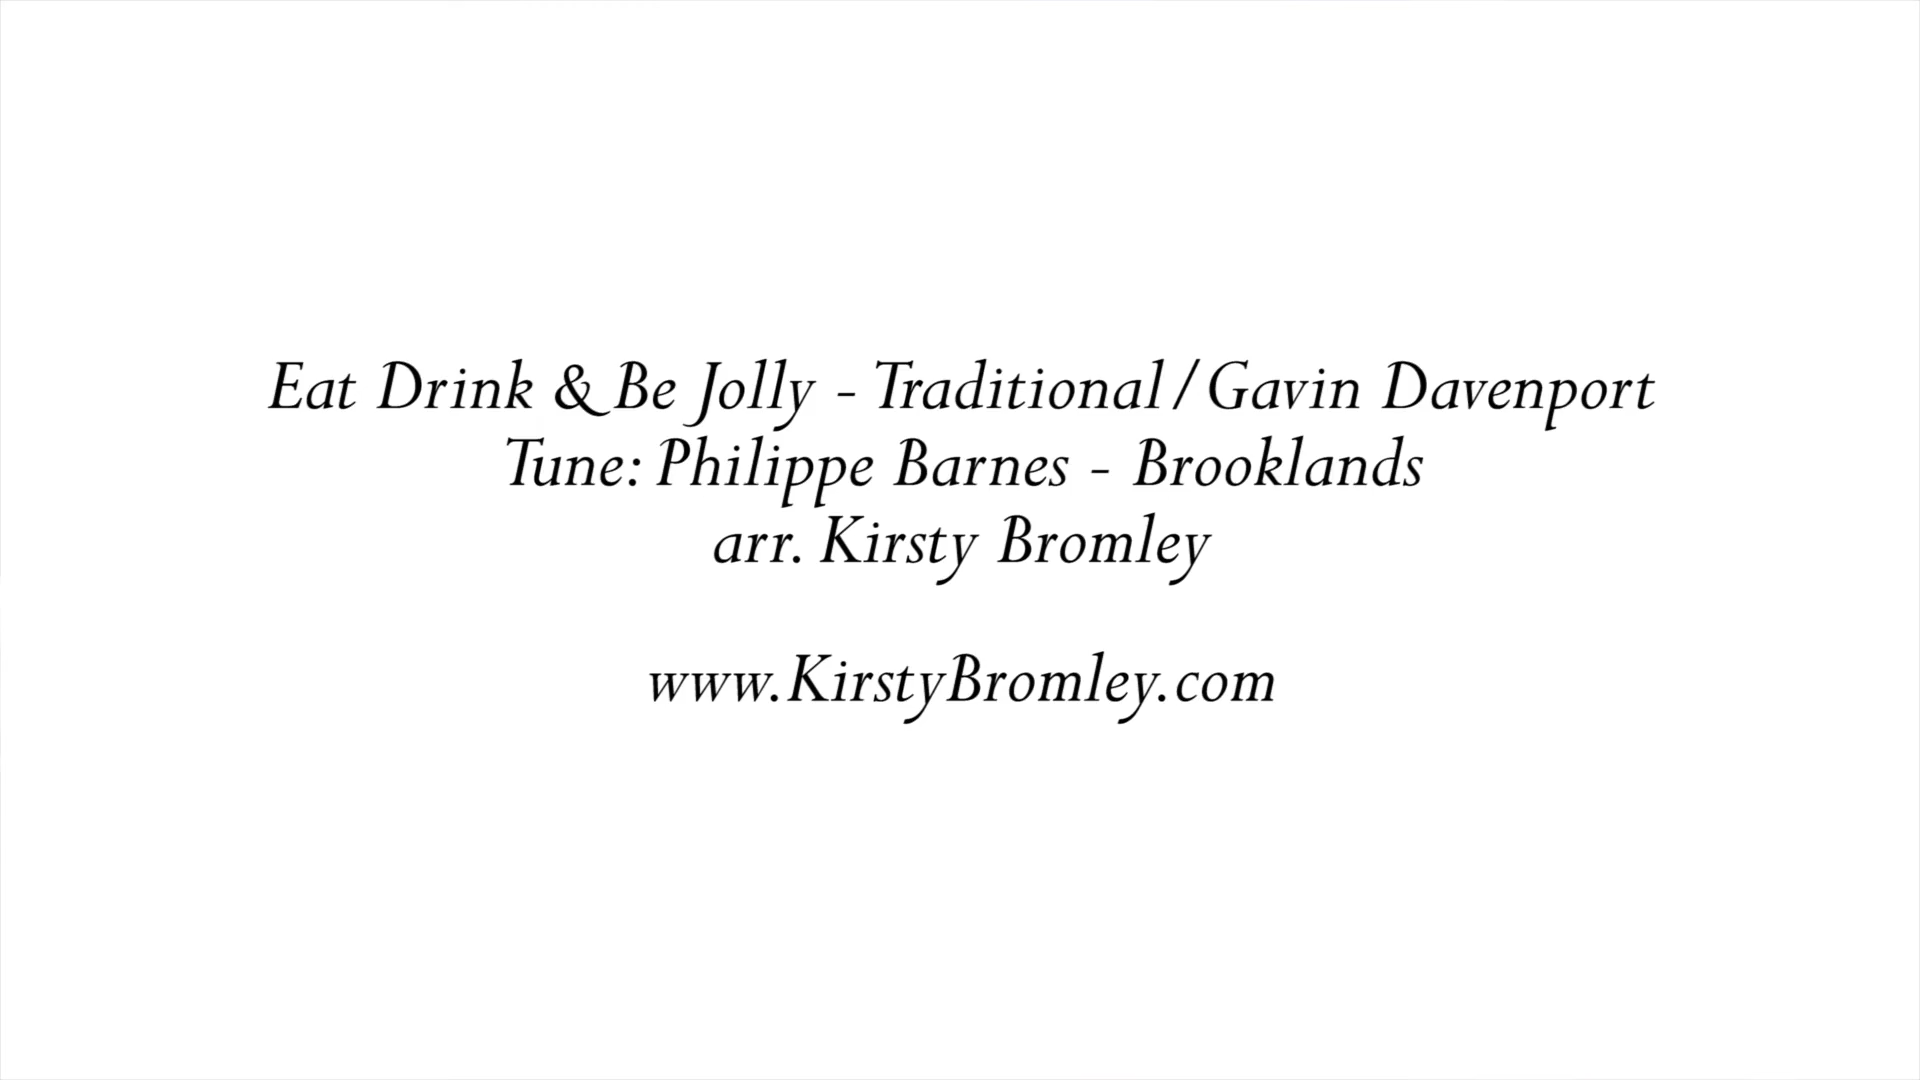 Eat Drink & Be Jolly - Traditional/Gavin Davenport
Tune: Philippe Barnes - Brooklands
arr. Kirsty Bromley
www.KirstyBromley.com